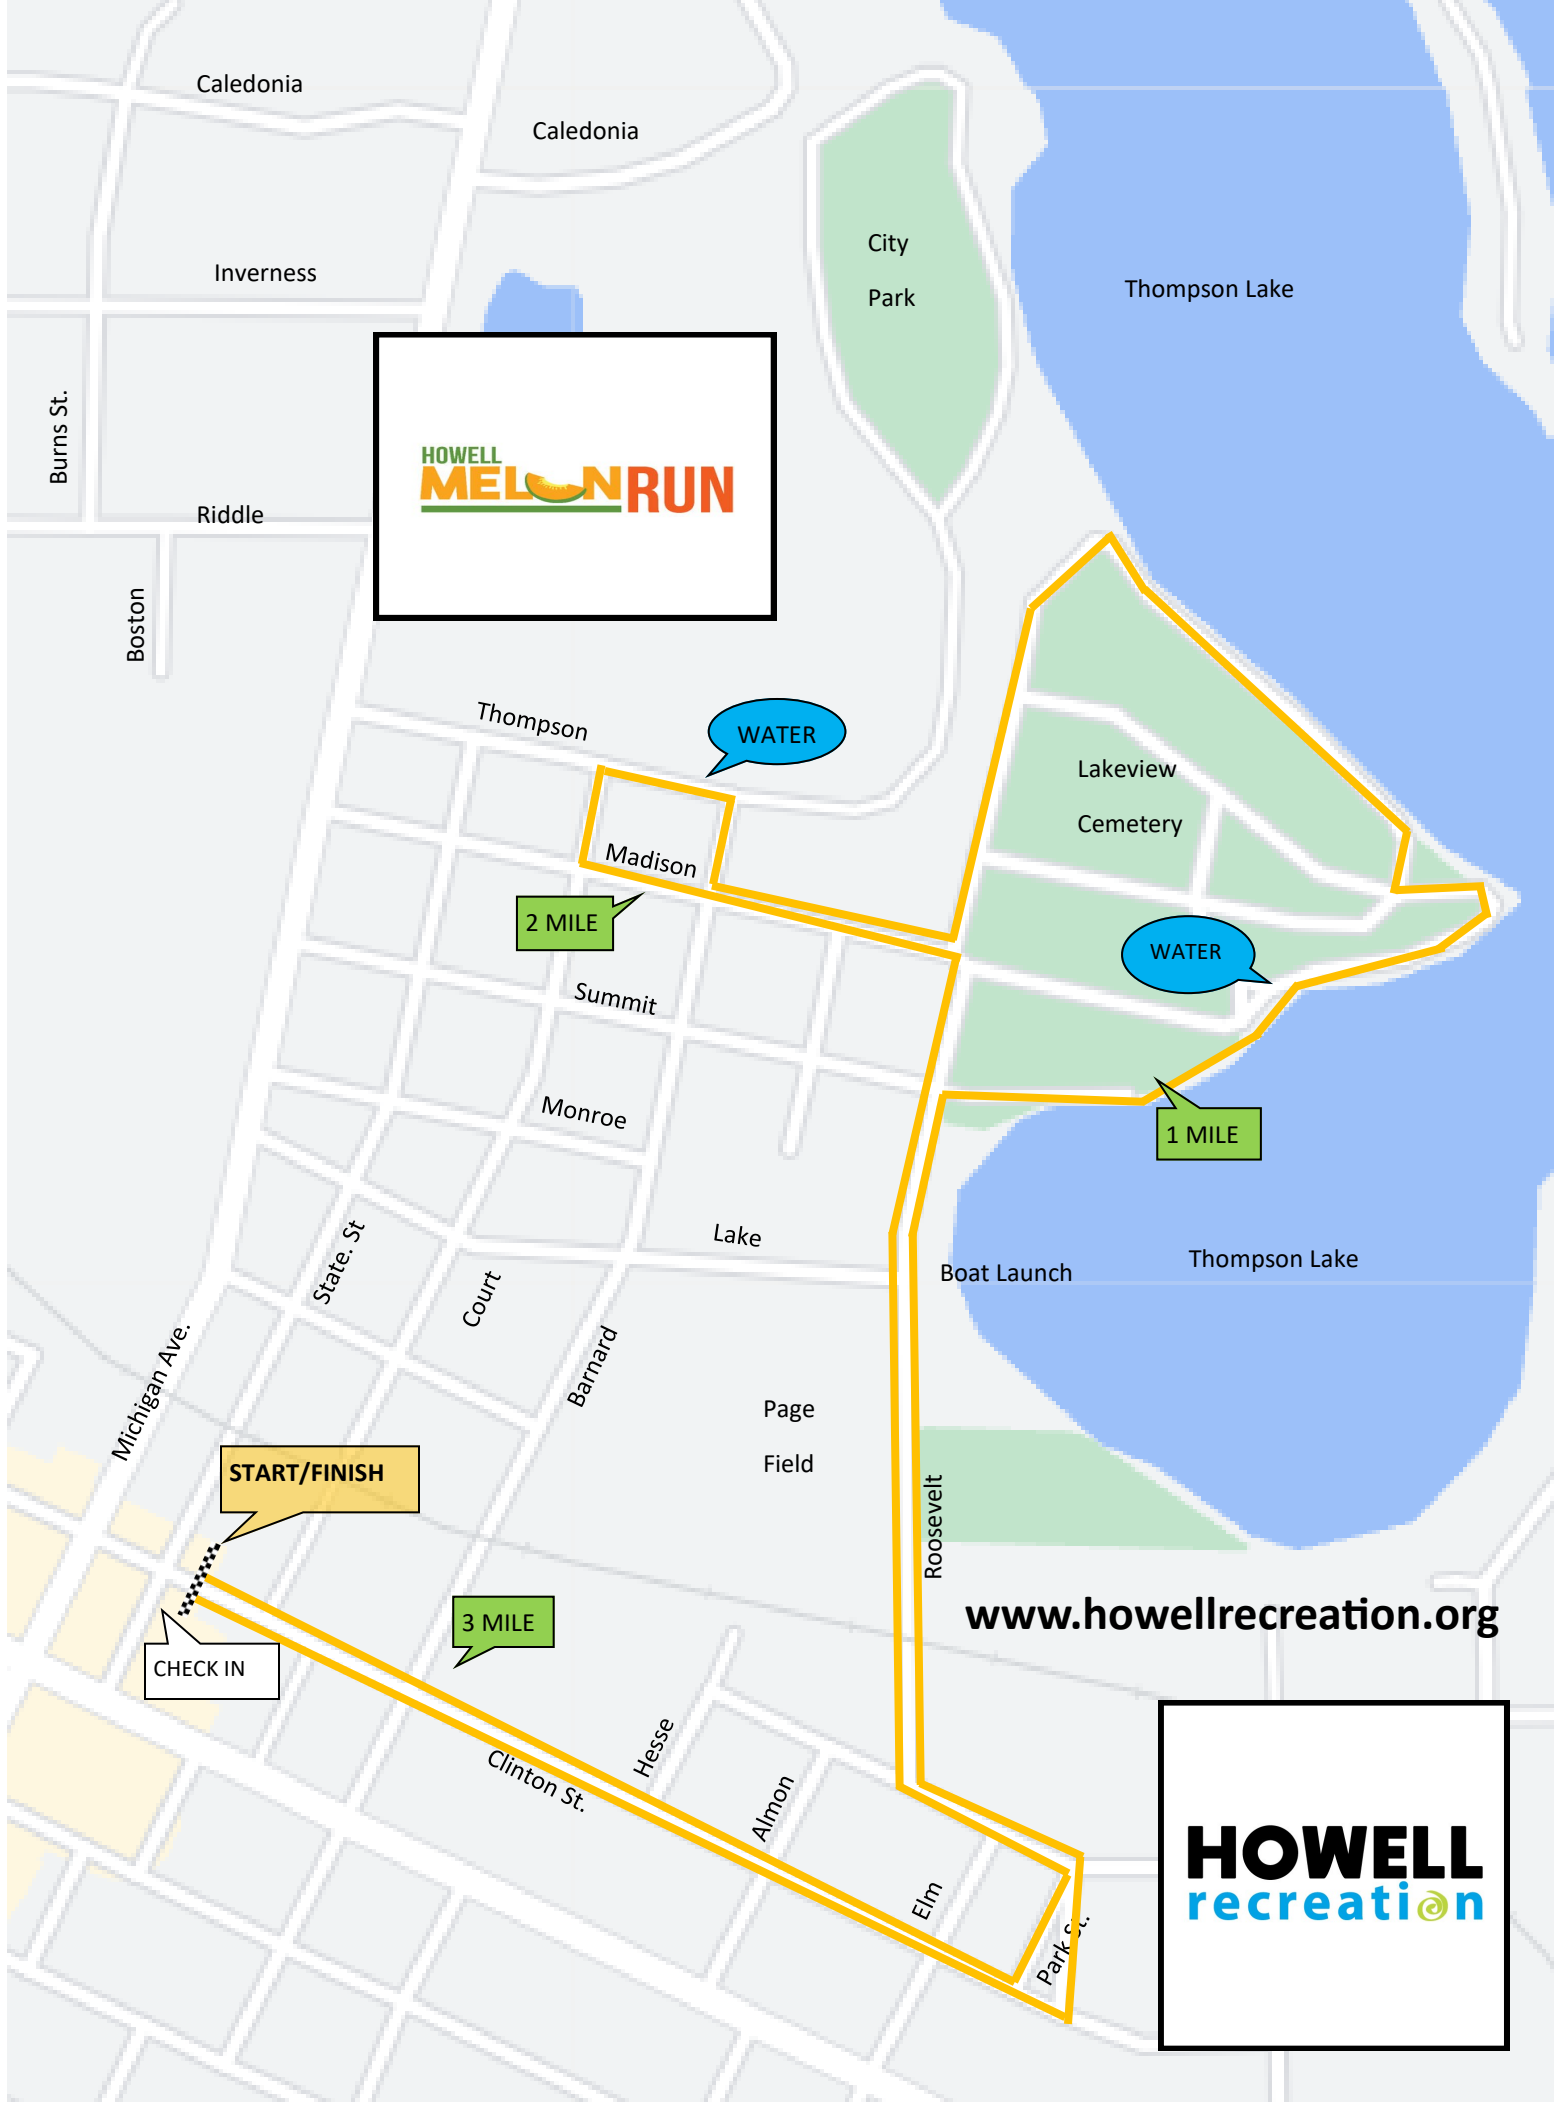 Caledonia
Caledonia
City
Park
Inverness
Thompson Lake
Burns St.
HOWELL
MELON RUN
Riddle
Boston
Thompson
WATER
Lakeview
Cemetery
Madison
2 MILE
WATER
Summit
Monroe
1 MILE
State. St
Court
Lake
Boat Launch
Thompson Lake
Michigan Ave.
Barnard
Page
Field
START/FINISH
Roosevelt
3 MILE
www.howellrecreation.org
CHECK IN
Hesse
Clinton St.
Almon
Elm
Park St.
HOWELL
recreation